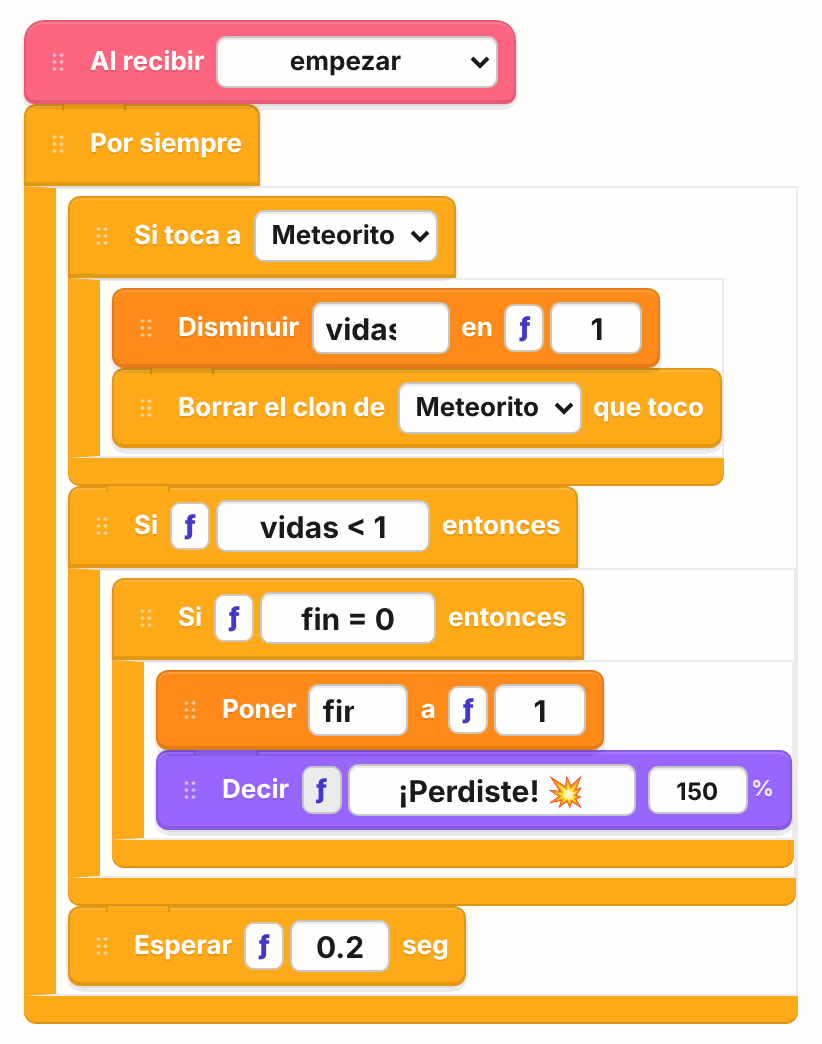 Al recibir empezar
Por siempre
Si toca a Meteorito
Disminuir vidas en ƒ 1
Borrar el clon de Meteorito que toco
Si ƒ vidas < 1 entonces
Si ƒ fin = 0 entonces
Poner fin a ƒ 1
Decir ƒ ¡Perdiste! 💥 150 %
Esperar ƒ 0.2 seg